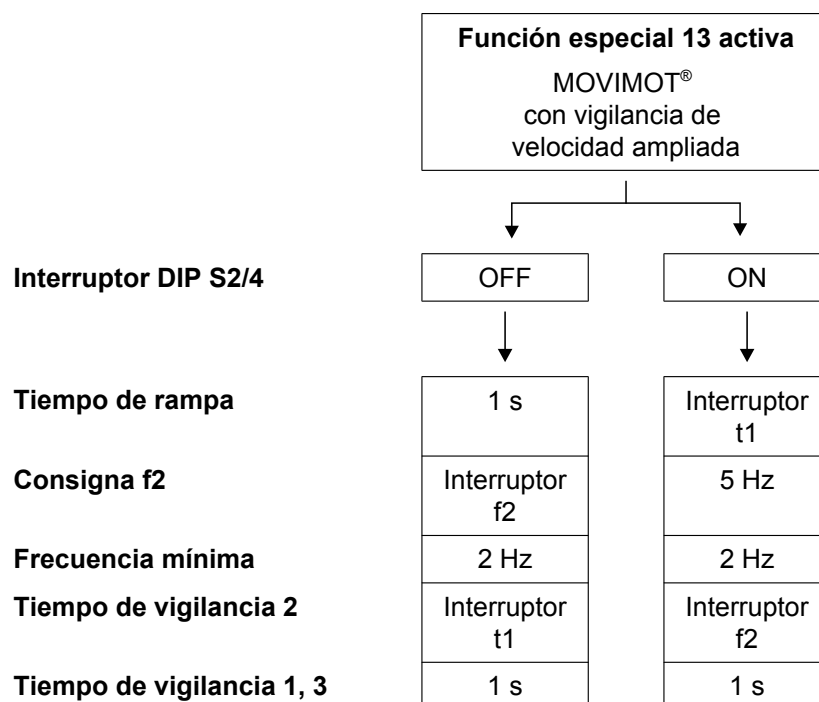 Función especial 13 activa
MOVIMOT®
con vigilancia de
velocidad ampliada
Interruptor DIP S2/4
OFF
ON
Tiempo de rampa
1 s
Interruptor
t1
Consigna f2
Interruptor
f2
5 Hz
Frecuencia mínima
2 Hz
2 Hz
Tiempo de vigilancia 2
Interruptor
t1
Interruptor
f2
Tiempo de vigilancia 1, 3
1 s
1 s